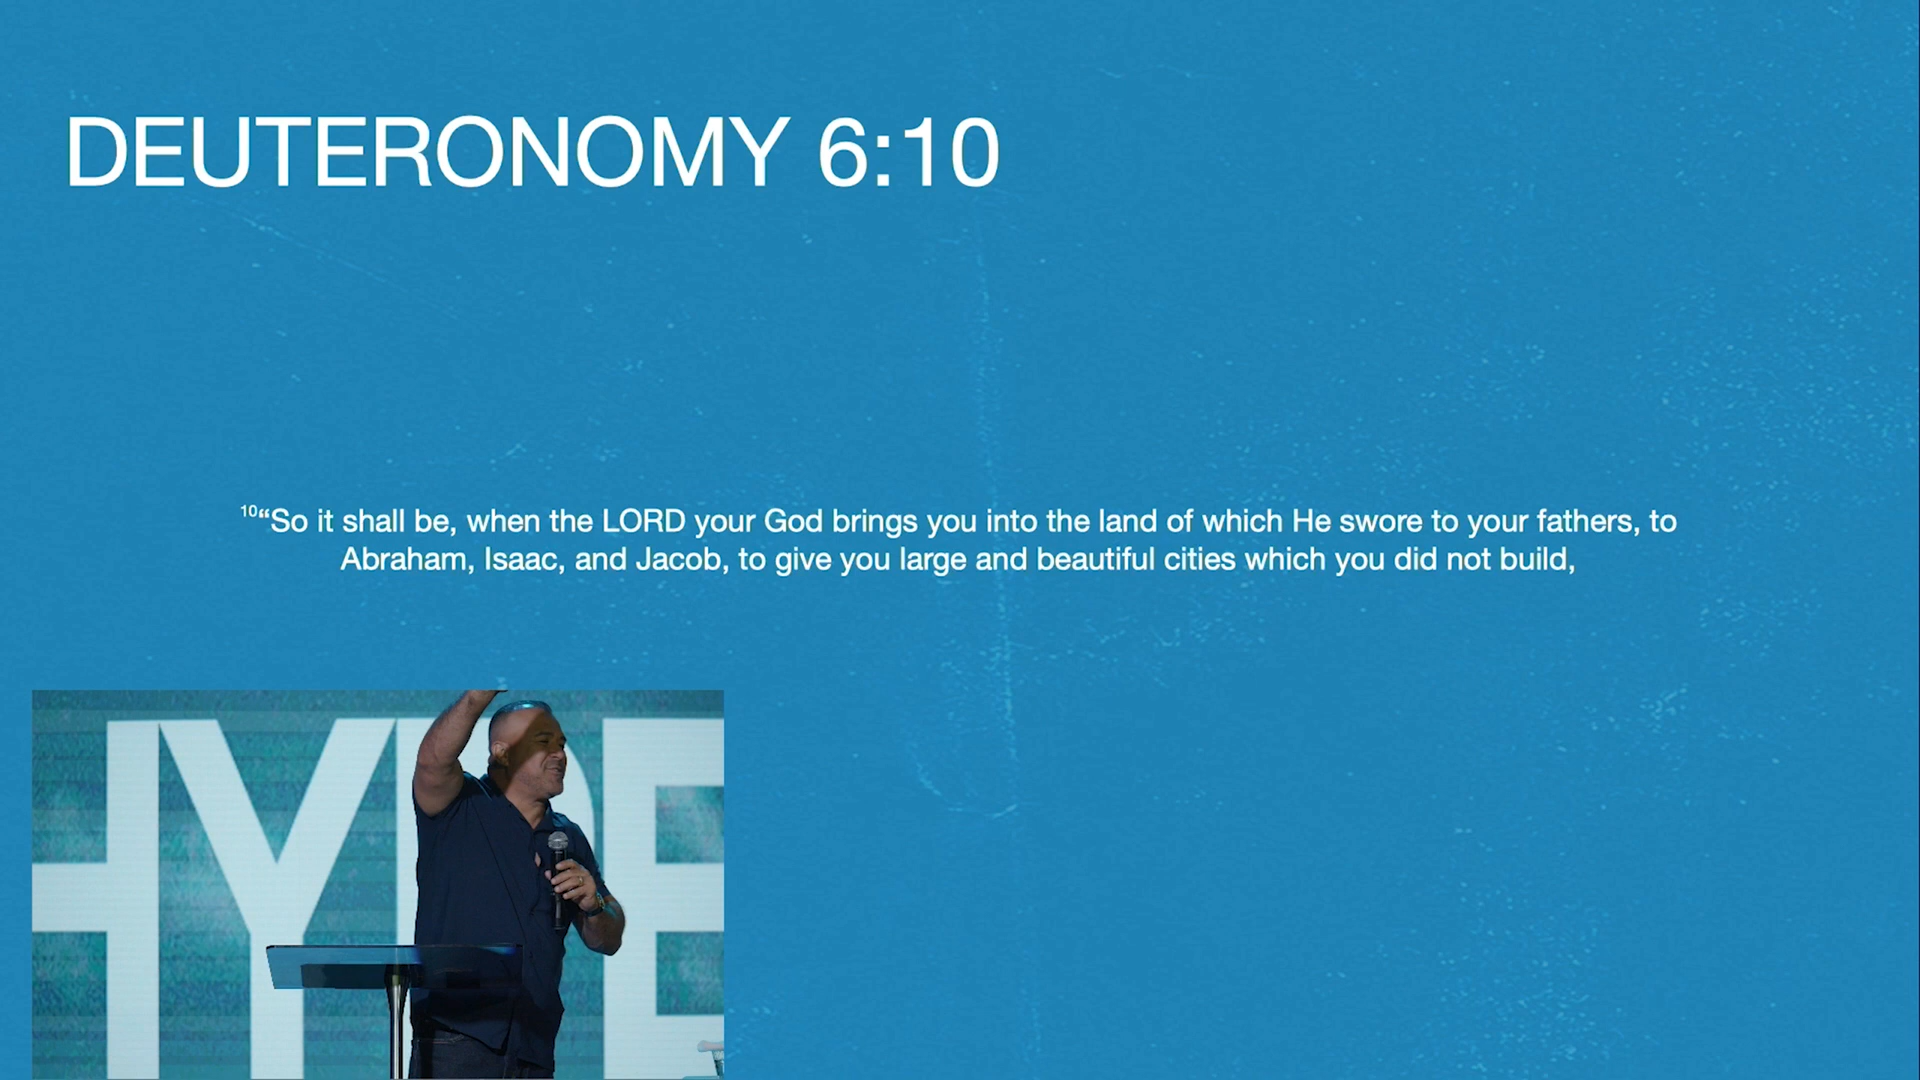 DEUTERONOMY 6:10
10“So it shall be, when the LORD your God brings you into the land of which He swore to your fathers, to
Abraham, Isaac, and Jacob, to give you large and beautiful cities which you did not build,
HYPE